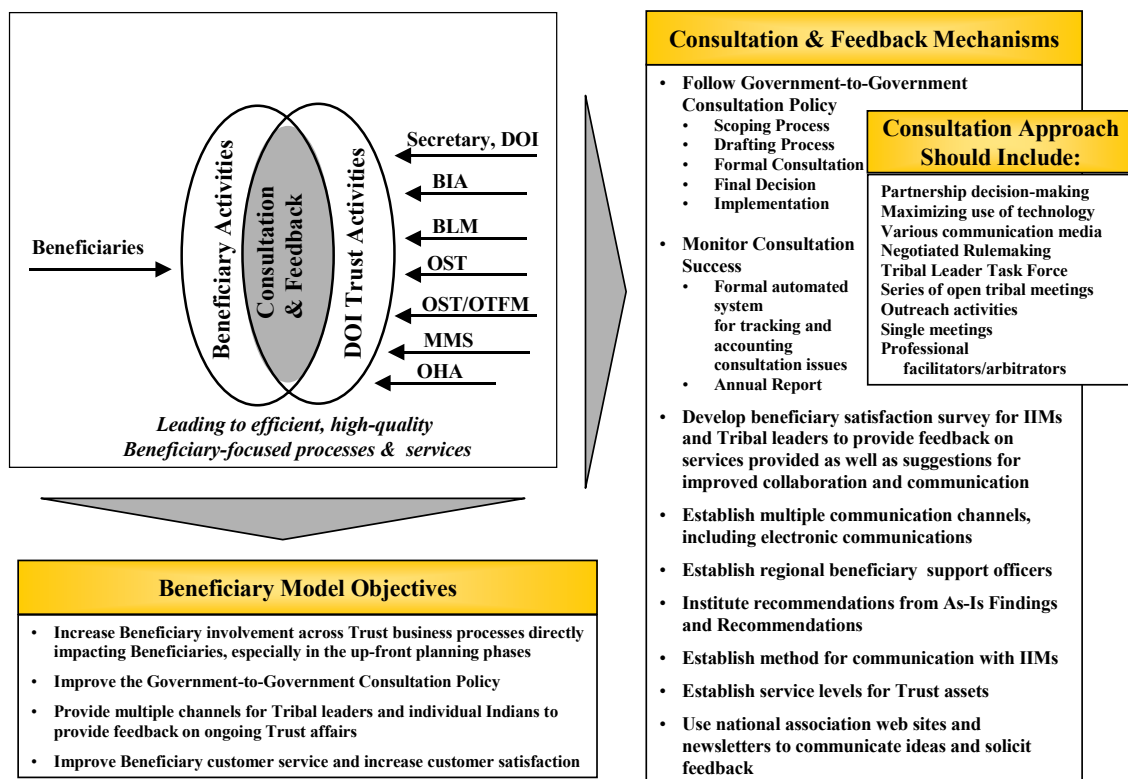 Beneficiaries
Beneficiary Activities
Consultation
& Feedback
DOI Trust Activities
Secretary, DOI
BIA
BLM
OST
OST/OTFM
MMS
OHA
Leading to efficient, high-quality
Beneficiary-focused processes & services
Beneficiary Model Objectives
• Increase Beneficiary involvement across Trust business processes directly
impacting Beneficiaries, especially in the up-front planning phases
• Improve the Government-to-Government Consultation Policy
• Provide multiple channels for Tribal leaders and individual Indians to
provide feedback on ongoing Trust affairs
• Improve Beneficiary customer service and increase customer satisfaction
Consultation & Feedback Mechanisms
• Follow Government-to-Government
Consultation Policy
• Scoping Process
• Drafting Process
• Formal Consultation
• Final Decision
• Implementation
• Monitor Consultation
Success
• Formal automated
system
for tracking and
accounting
consultation issues
• Annual Report
• Develop beneficiary satisfaction survey for IIMs
and Tribal leaders to provide feedback on
services provided as well as suggestions for
improved collaboration and communication
• Establish multiple communication channels,
including electronic communications
• Establish regional beneficiary support officers
• Institute recommendations from As-Is Findings
and Recommendations
• Establish method for communication with IIMs
• Establish service levels for Trust assets
• Use national association web sites and
newsletters to communicate ideas and solicit
feedback
Consultation Approach
Should Include:
Partnership decision-making
Maximizing use of technology
Various communication media
Negotiated Rulemaking
Tribal Leader Task Force
Series of open tribal meetings
Outreach activities
Single meetings
Professional
facilitators/arbitrators